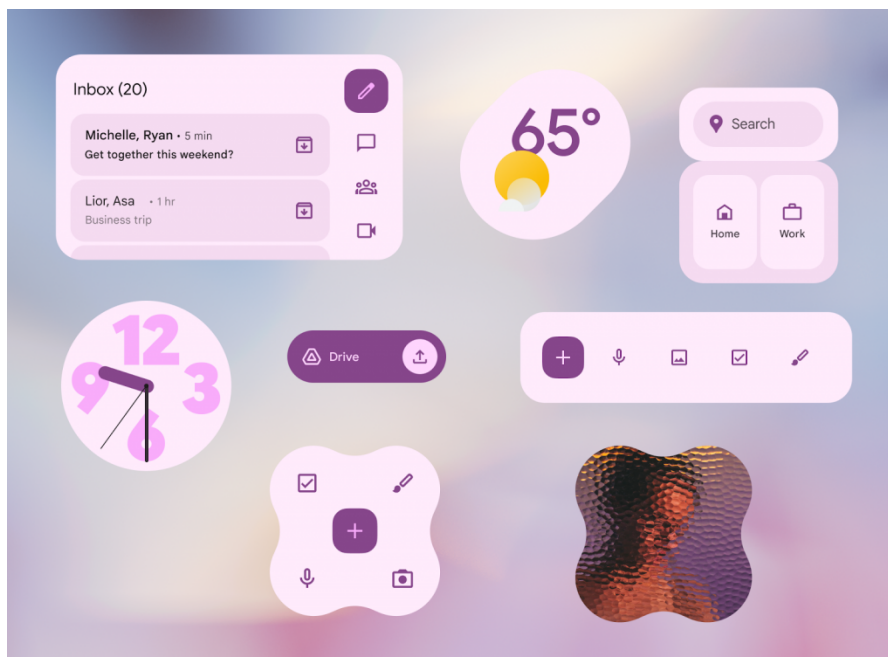 Inbox (20)
Michelle, Ryan • 5 min
Get together this weekend?
Lior, Asa • 1 hr
Business trip
65°
Search
Home
Work
12
9
3
6
Drive